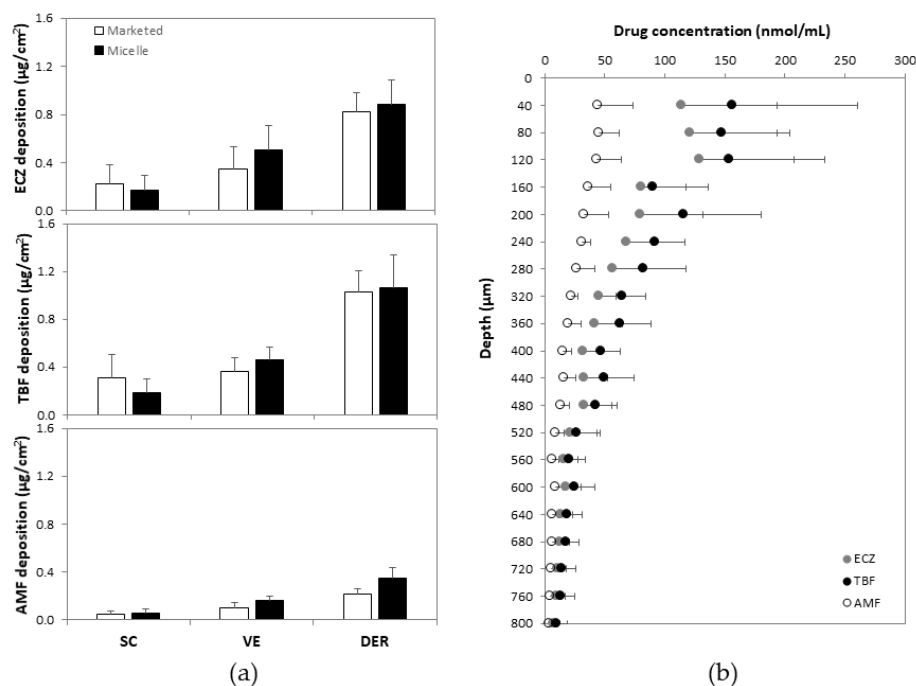 Marketed
Micelle
ECZ deposition (µg/cm²)
1.6
1.2
0.8
0.4
0.0
TBF deposition (µg/cm²)
1.6
1.2
0.8
0.4
0.0
AMF deposition (µg/cm²)
1.6
1.2
0.8
0.4
0.0
SC VE DER
(a)
Drug concentration (nmol/mL)
0 50 100 150 200 250 300
Depth (µm)
0
40
80
120
160
200
240
280
320
360
400
440
480
520
560
600
640
680
720
760
800
ECZ
TBF
AMF
(b)